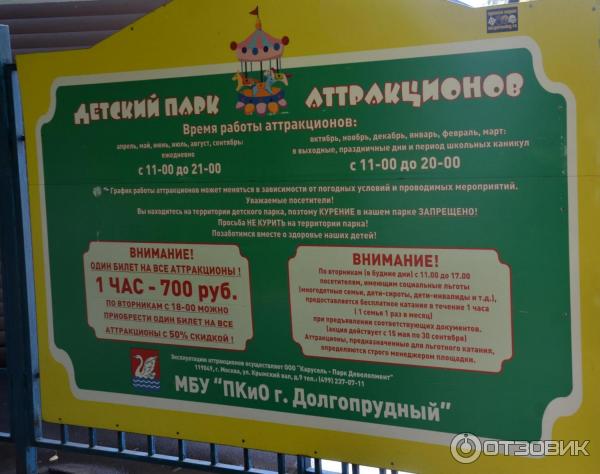 ДЕТСКИЙ ПАРК АТТРАКЦИОНОВ
Время работы аттракционов:
апрель, май, июнь, июль, август, сентябрь:
ежедневно
с 11-00 до 21-00
октябрь, ноябрь, декабрь, январь, февраль, март:
в выходные, праздничные дни и период школьных каникул
с 11-00 до 20-00
График работы аттракционов может меняться в зависимости от погодных условий и проводимых мероприятий.
Уважаемые посетители!
Вы находитесь на территории детского парка, поэтому КУРЕНИЕ в нашем парке ЗАПРЕЩЕНО!
Просьба НЕ КУРИТЬ на территории парка!
Позаботимся вместе о здоровье наших детей!
ВНИМАНИЕ!
ОДИН БИЛЕТ НА ВСЕ АТТРАКЦИОНЫ !
1 ЧАС - 700 руб.
ПО ВТОРНИКАМ С 18-00 МОЖНО
ПРИОБРЕСТИ ОДИН БИЛЕТ НА ВСЕ
АТТРАКЦИОНЫ С 50% СКИДКОЙ !
ВНИМАНИЕ!
По вторникам (в будние дни) с 11.00 до 17.00
посетителям, имеющим социальные льготы
(многодетные семьи, дети-сироты, дети-инвалиды и т.д.),
предоставляется бесплатное катание в течение 1 часа
( 1 семья 1 раз в месяц)
при предъявлении соответствующих документов.
(акция действует с 15 мая по 30 сентября)
Аттракционы, предназначенные для льготного катания,
определяются строго менеджером площадки.
Эксплуатацию аттракционов осуществляет ООО "Карусель - Парк Девелопмент"
119049, г. Москва, ул. Крымский вал, д.9 тел.: (499) 237-07-11
МБУ "ПКиО г. Долгопрудный"
ОТЗОВИК